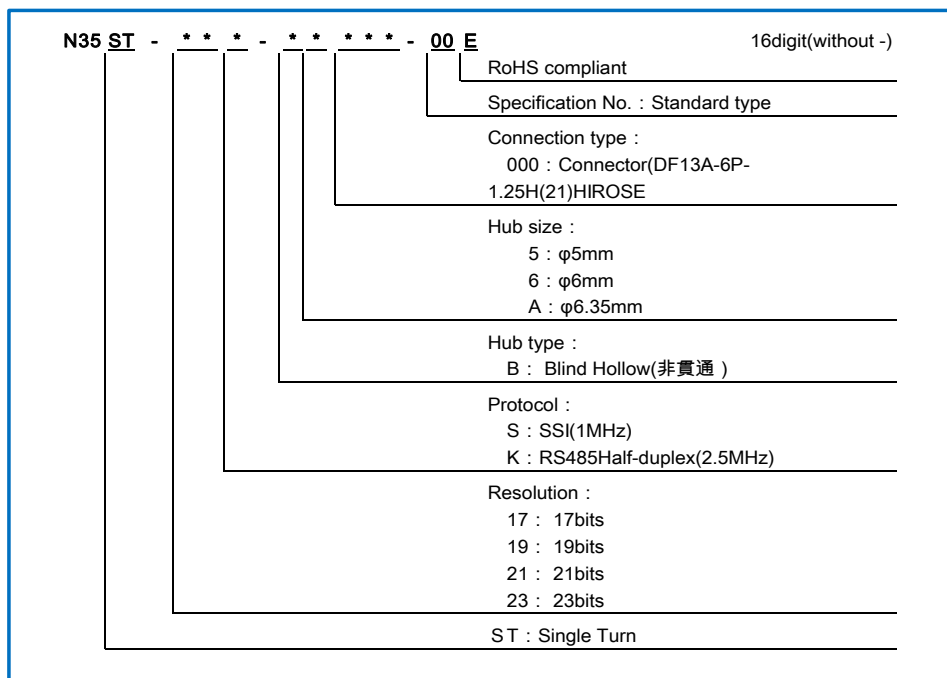 N35 ST - * * * - * * * * * - 00 E 16digit(without -)
RoHS compliant
Specification No. : Standard type
Connection type :
000 : Connector(DF13A-6P-
1.25H(21)HIROSE
Hub size :
5 : φ5mm
6 : φ6mm
A : φ6.35mm
Hub type :
B : Blind Hollow(非貫通 )
Protocol :
S : SSI(1MHz)
K : RS485Half-duplex(2.5MHz)
Resolution :
17 : 17bits
19 : 19bits
21 : 21bits
23 : 23bits
ST : Single Turn